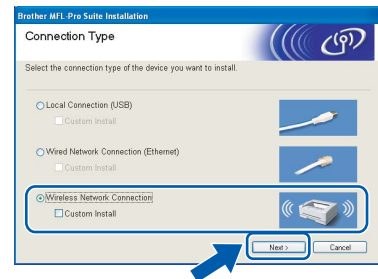 Brother MFL-Pro Suite Installation
Connection Type
Select the connection type of the device you want to install.
Local Connection (USB)
Custom Install
Wired Network Connection (Ethernet)
Custom Install
Wireless Network Connection
Custom Install
Next >
Cancel